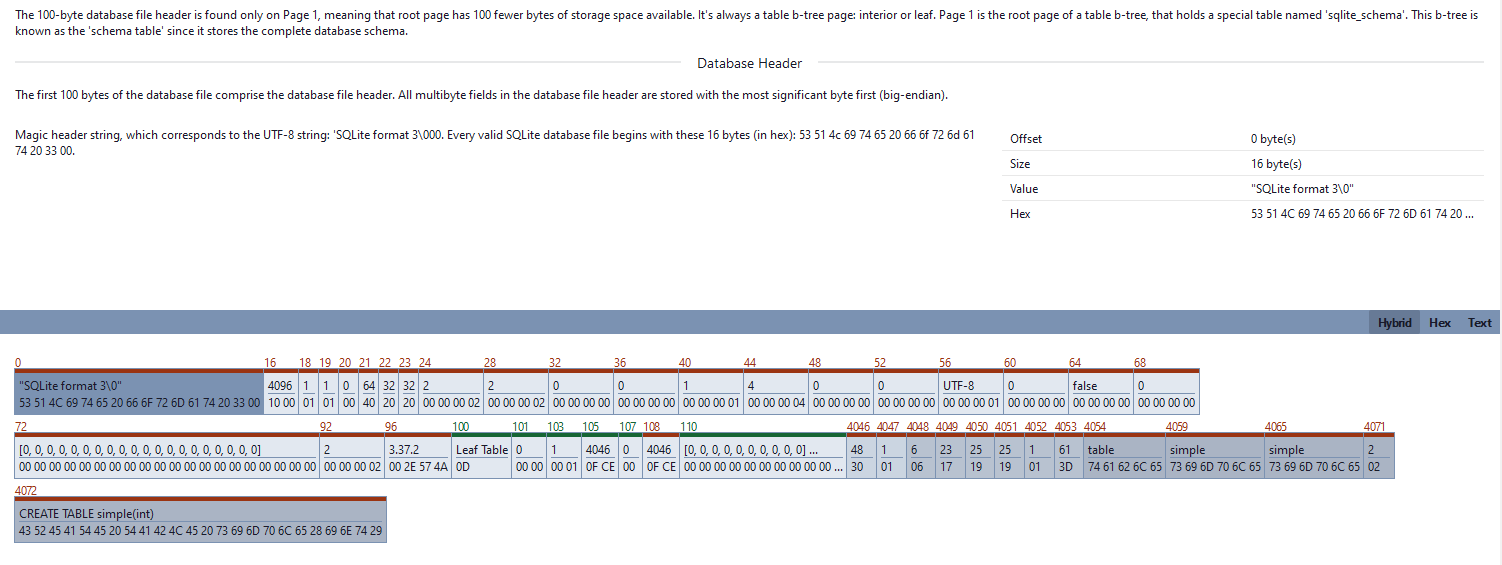 The 100-byte database file header is found only on Page 1, meaning that root page has 100 fewer bytes of storage space available. It's always a table b-tree page: interior or leaf. Page 1 is the root page of a table b-tree, that holds a special table named 'sqlite_schema'. This b-tree is
known as the 'schema table' since it stores the complete database schema.
Database Header
The first 100 bytes of the database file comprise the database file header. All multibyte fields in the database file header are stored with the most significant byte first (big-endian).
Magic header string, which corresponds to the UTF-8 string: 'SQLite format 3\000. Every valid SQLite database file begins with these 16 bytes (in hex): 53 51 4c 69 74 65 20 66 6f 72 6d 61
74 20 33 00.
Offset 0 byte(s)
Size 16 byte(s)
Value "SQLite format 3\0"
Hex 53 51 4C 69 74 65 20 66 6F 72 6D 61 74 20 ...
Hybrid Hex Text
0 16 18 19 20 21 22 23 24 28 32 36 40 44 48 52 56 60 64 68
"SQLite format 3\0" 4096 1 1 0 64 32 32 2 2 0 0 1 4 0 0 UTF-8 0 false 0
53 51 4C 69 74 65 20 66 6F 72 6D 61 74 20 33 00 10 00 01 01 00 40 20 20 00 00 00 02 00 00 00 02 00 00 00 00 00 00 00 00 00 00 00 01 00 00 00 04 00 00 00 00 00 00 00 00 00 00 00 01 00 00 00 00 00 00 00 00 00 00 00 00
72 92 96 100 101 103 105 107 108 110 4046 4047 4048 4049 4050 4051 4052 4053 4054 4059 4065 4071
[0, 0, 0, 0, 0, 0, 0, 0, 0, 0, 0, 0, 0, 0, 0, 0, 0, 0, 0, 0] 2 3.37.2 Leaf Table 0 1 4046 0 4046 [0, 0, 0, 0, 0, 0, 0, 0, 0, 0] ... 48 1 6 23 25 25 1 61 table simple simple 2
00 00 00 00 00 00 00 00 00 00 00 00 00 00 00 00 00 00 00 00 00 00 00 02 00 2E 57 4A 0D 00 00 00 01 0F CE 00 0F CE 00 00 00 00 00 00 00 00 00 00 ... 30 01 06 17 19 19 01 3D 74 61 62 6C 65 73 69 6D 70 6C 65 73 69 6D 70 6C 65 02
4072
CREATE TABLE simple(int)
43 52 45 41 54 45 20 54 41 42 4C 45 20 73 69 6D 70 6C 65 28 69 6E 74 29